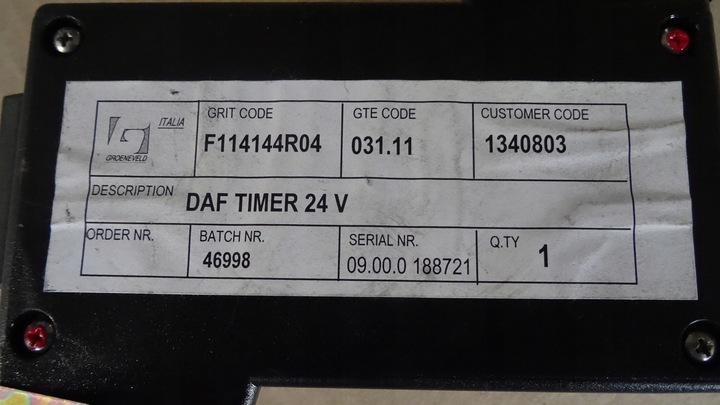 ITALIA
GROENEVELD
GRIT CODE
F114144R04
GTE CODE
031.11
CUSTOMER CODE
1340803
DESCRIPTION
DAF TIMER 24 V
ORDER NR.
BATCH NR.
46998
SERIAL NR.
09.00.0 188721
Q.TY
1